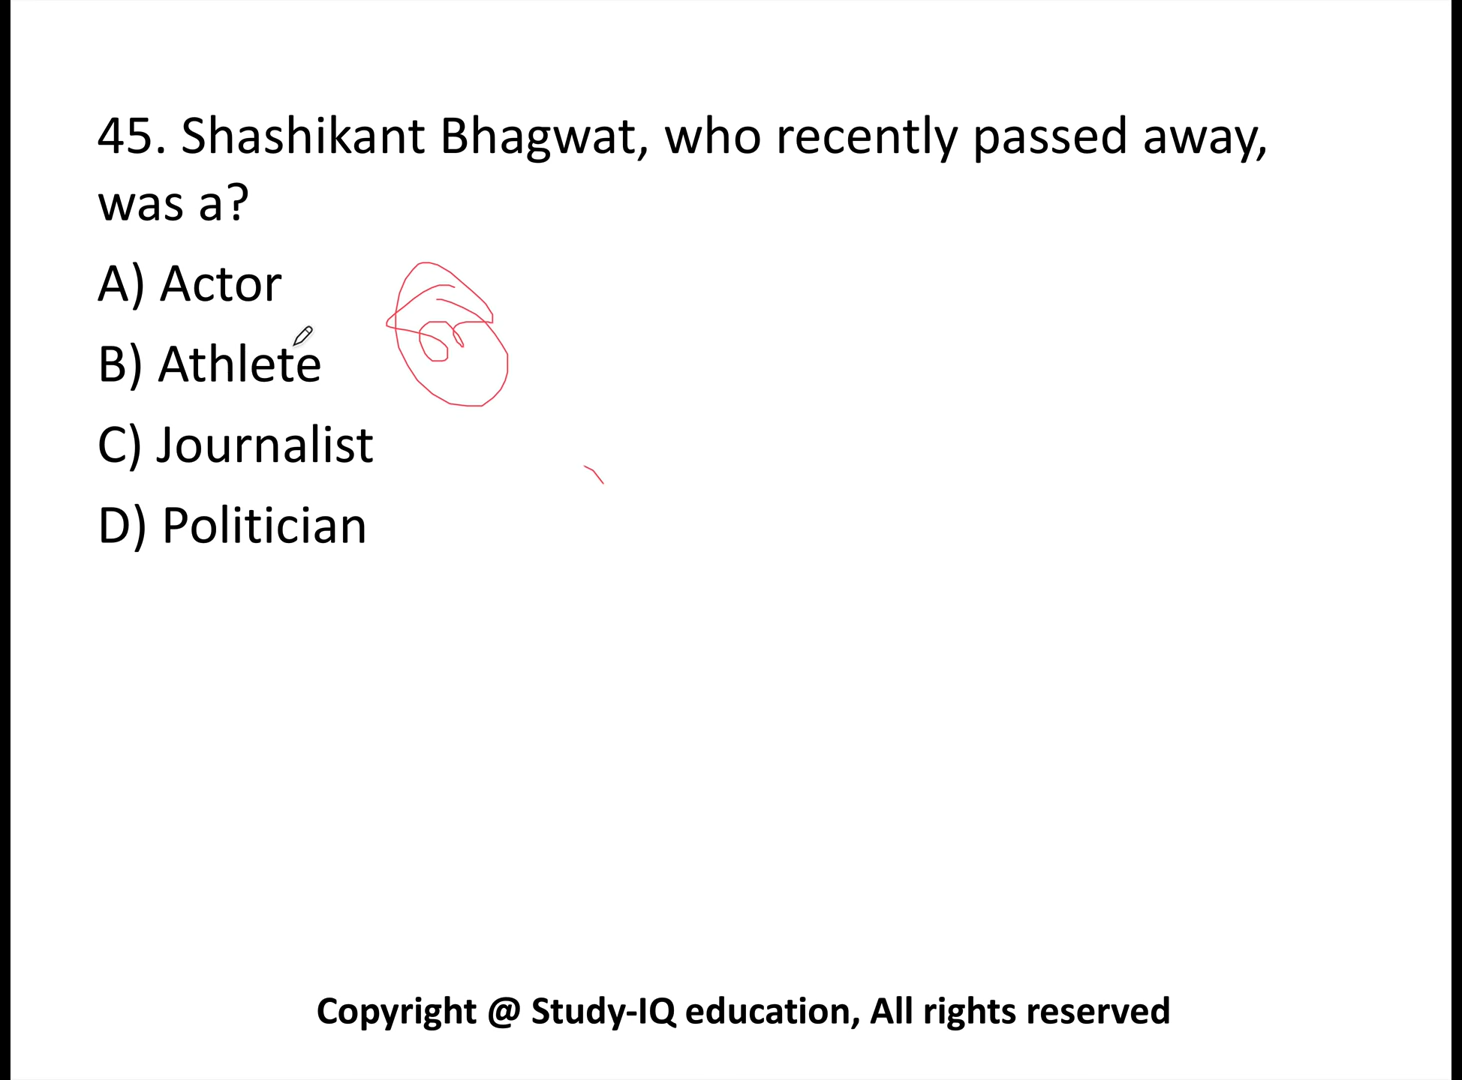 45. Shashikant Bhagwat, who recently passed away,
was a?
A) Actor
B) Athlete
C) Journalist
D) Politician
Copyright @ Study-IQ education, All rights reserved